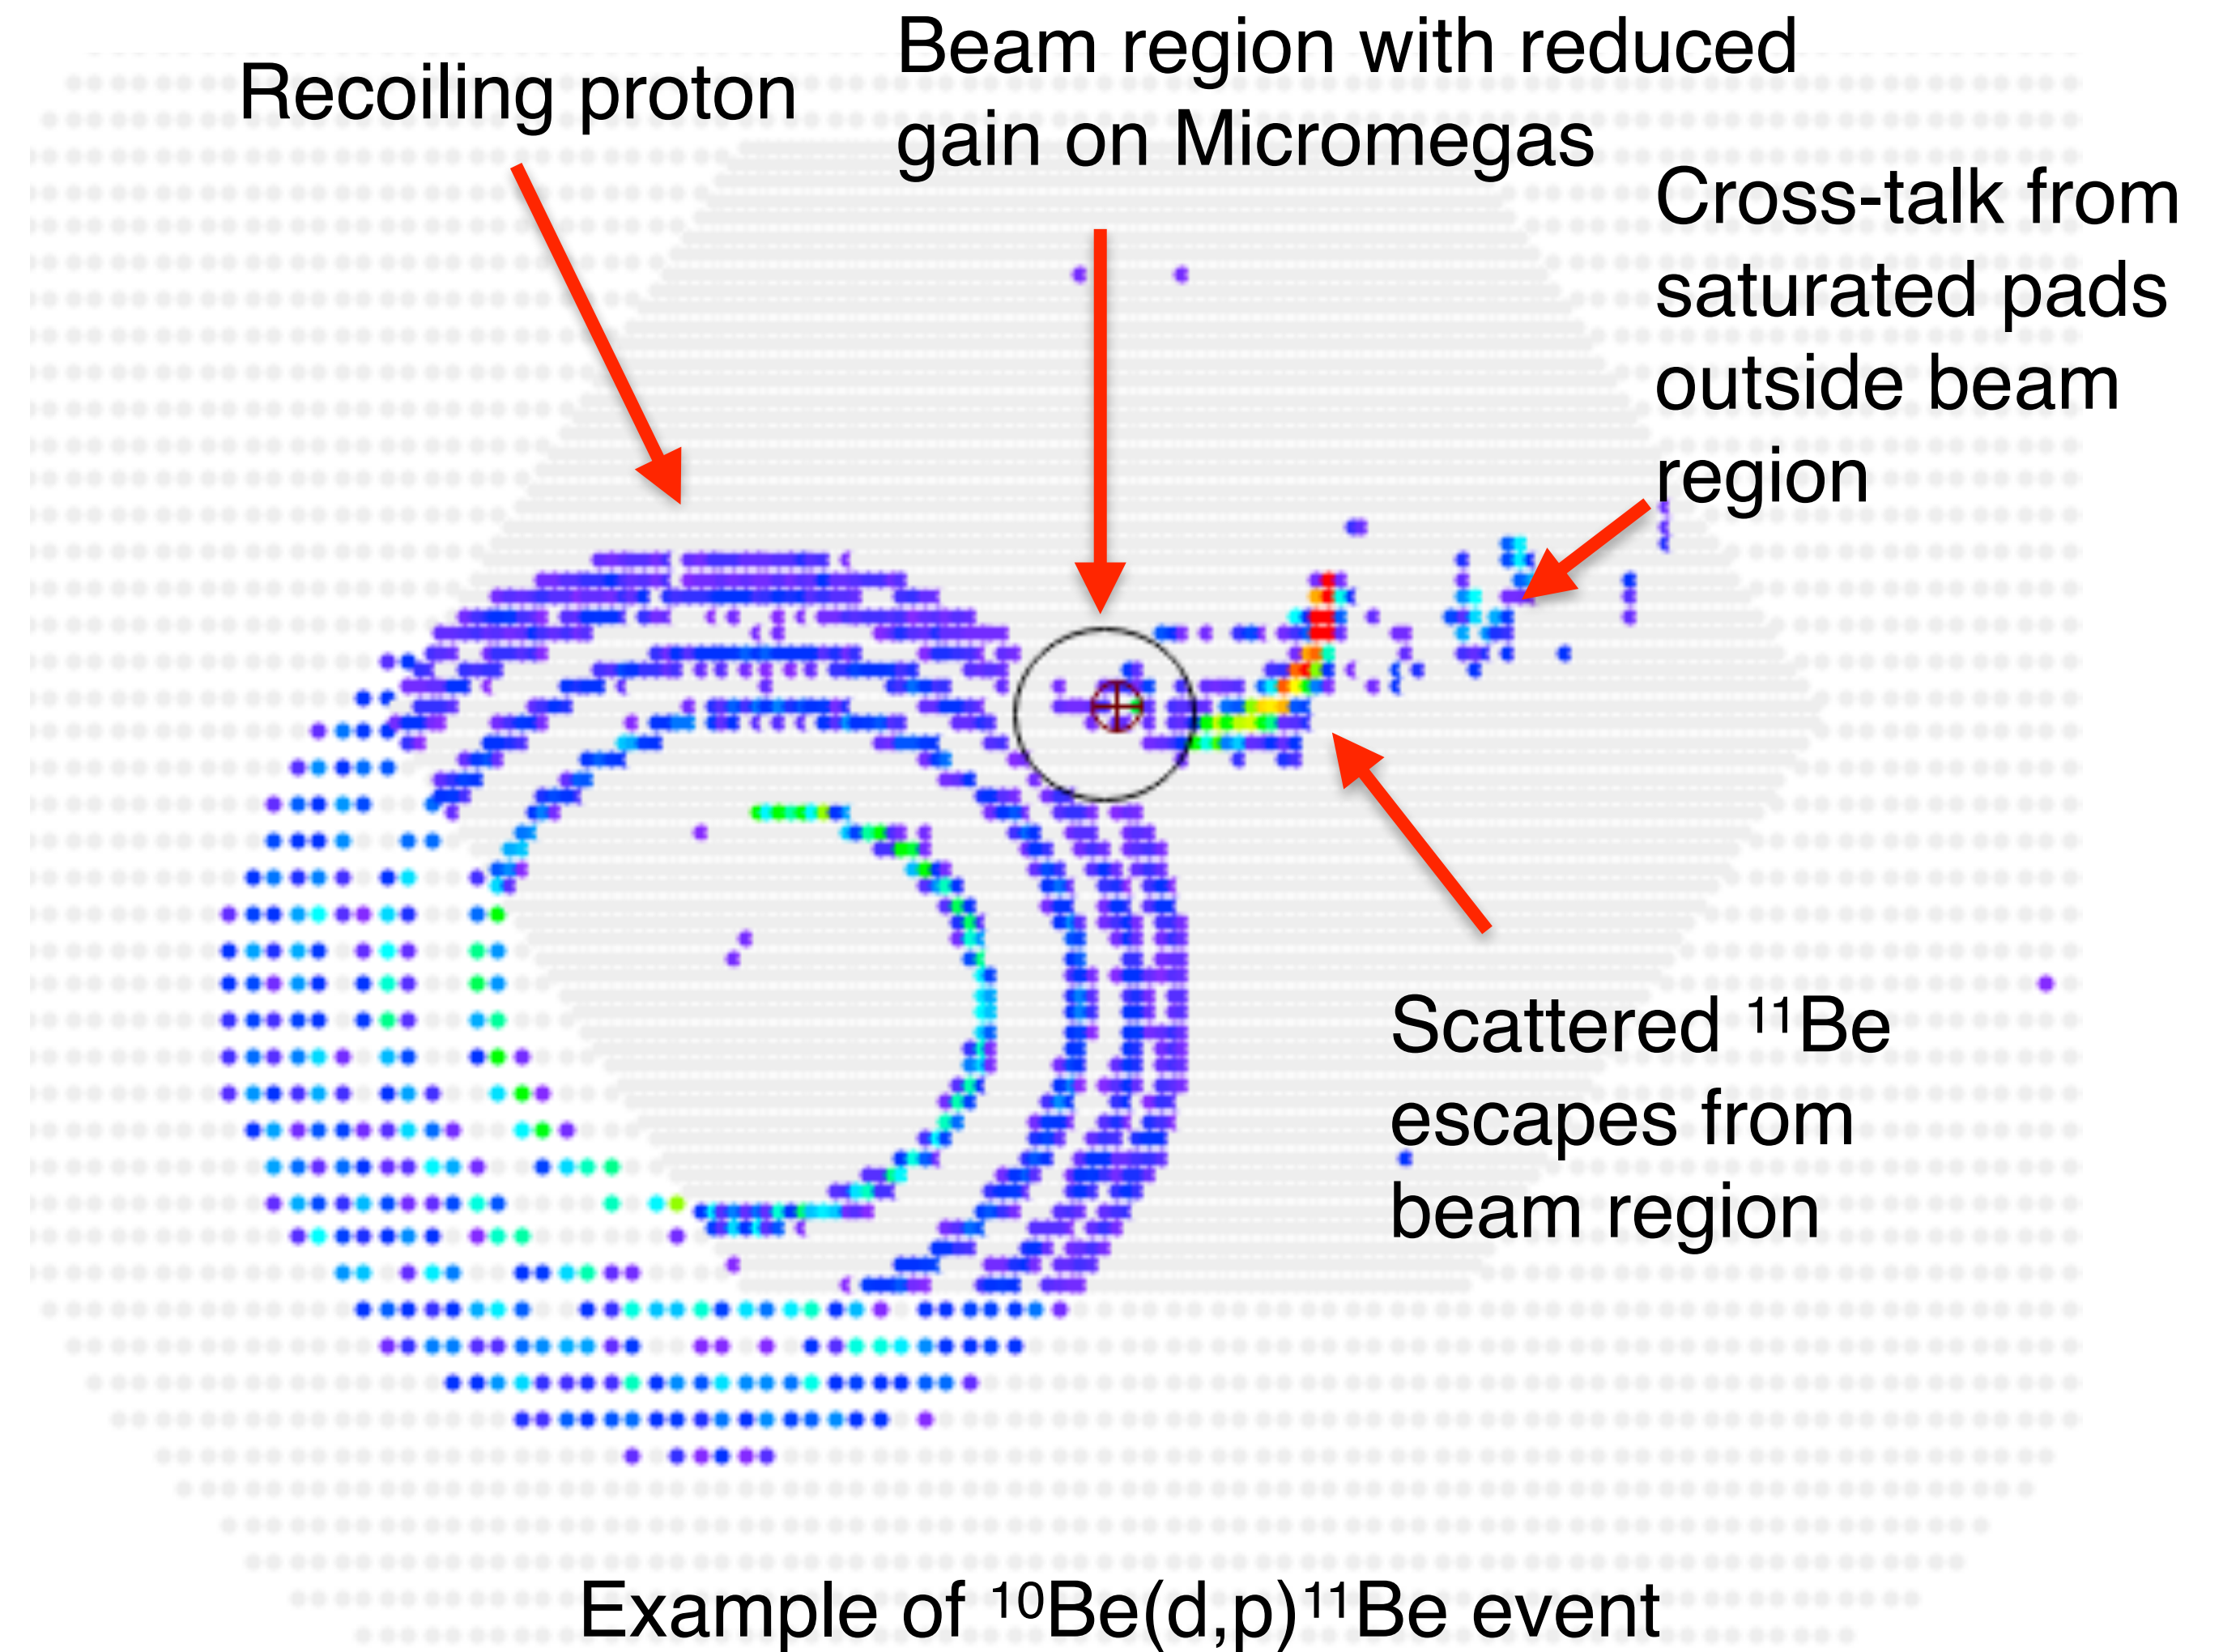 Recoiling proton
Beam region with reduced
gain on Micromegas
Cross-talk from
saturated pads
outside beam
region
Scattered ¹¹Be
escapes from
beam region
Example of ¹⁰Be(d,p)¹¹Be event